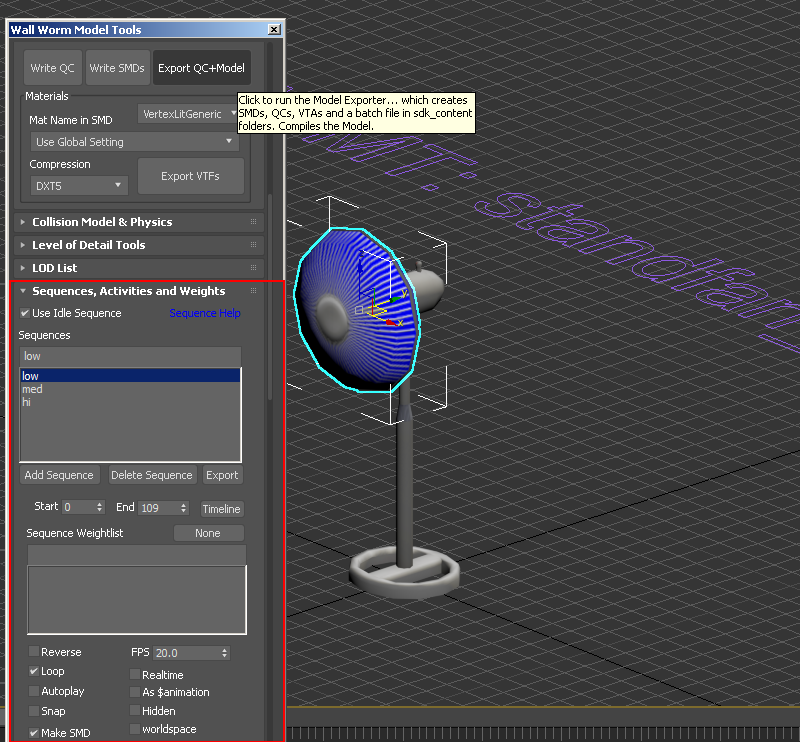 Wall Worm Model Tools
Write QC Write SMDs Export QC+Model
Materials
Mat Name in SMD VertexLitGeneric
Use Global Setting
Compression
DXT5 Export VTFs
Click to run the Model Exporter... which creates
SMDs, QCs, VTAs and a batch file in sdk_content
folders. Compiles the Model.
Collision Model & Physics
Level of Detail Tools
LOD List
Sequences, Activities and Weights
Use Idle Sequence Sequence Help
Sequences
low
low
med
hi
Add Sequence Delete Sequence Export
Start 0 End 109 Timeline
Sequence Weightlist None
Reverse FPS 20.0
Loop Realtime
Autoplay As $animation
Snap Hidden
Make SMD worldspace
WWMT: standfan_
z y x